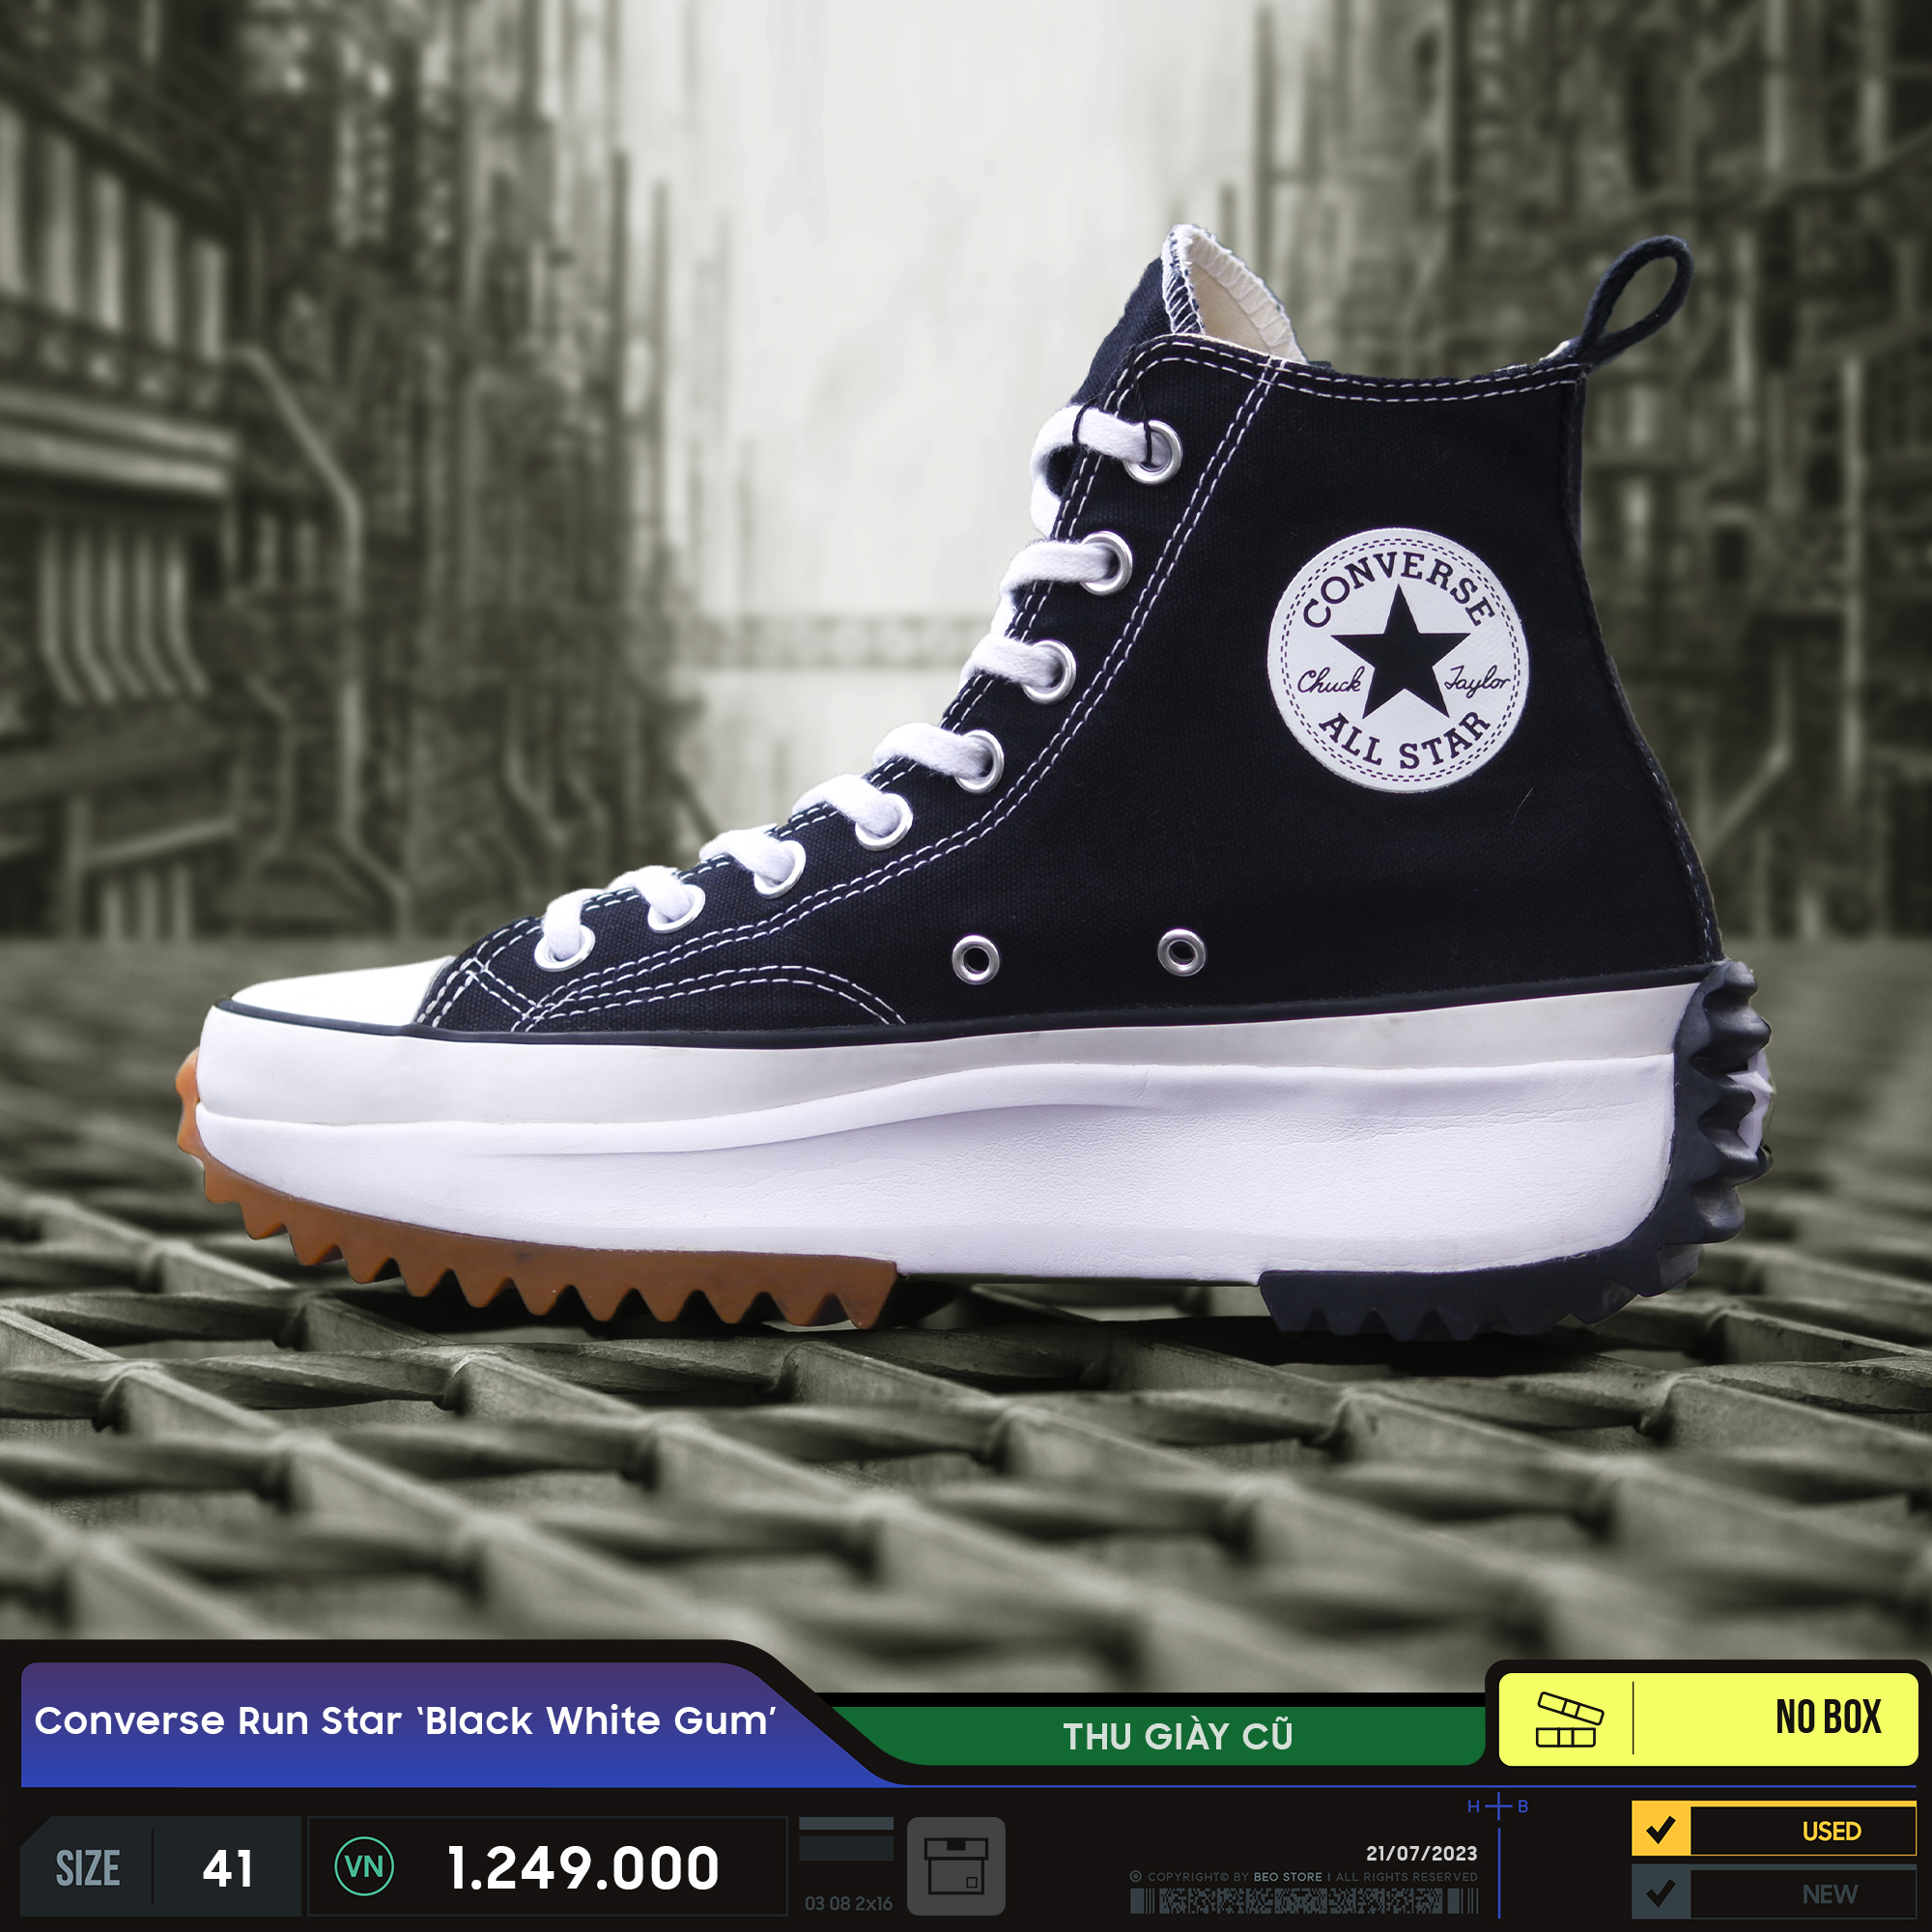 CONVERSE
Chuck Taylor
ALL STAR
Converse Run Star ‘Black White Gum’
THU GIÀY CŨ
NO BOX
SIZE 41
VN 1.249.000
03 08 2x16
H B
21/07/2023
COPYRIGHT© BY BEO STORE | ALL RIGHTS RESERVED
USED
NEW